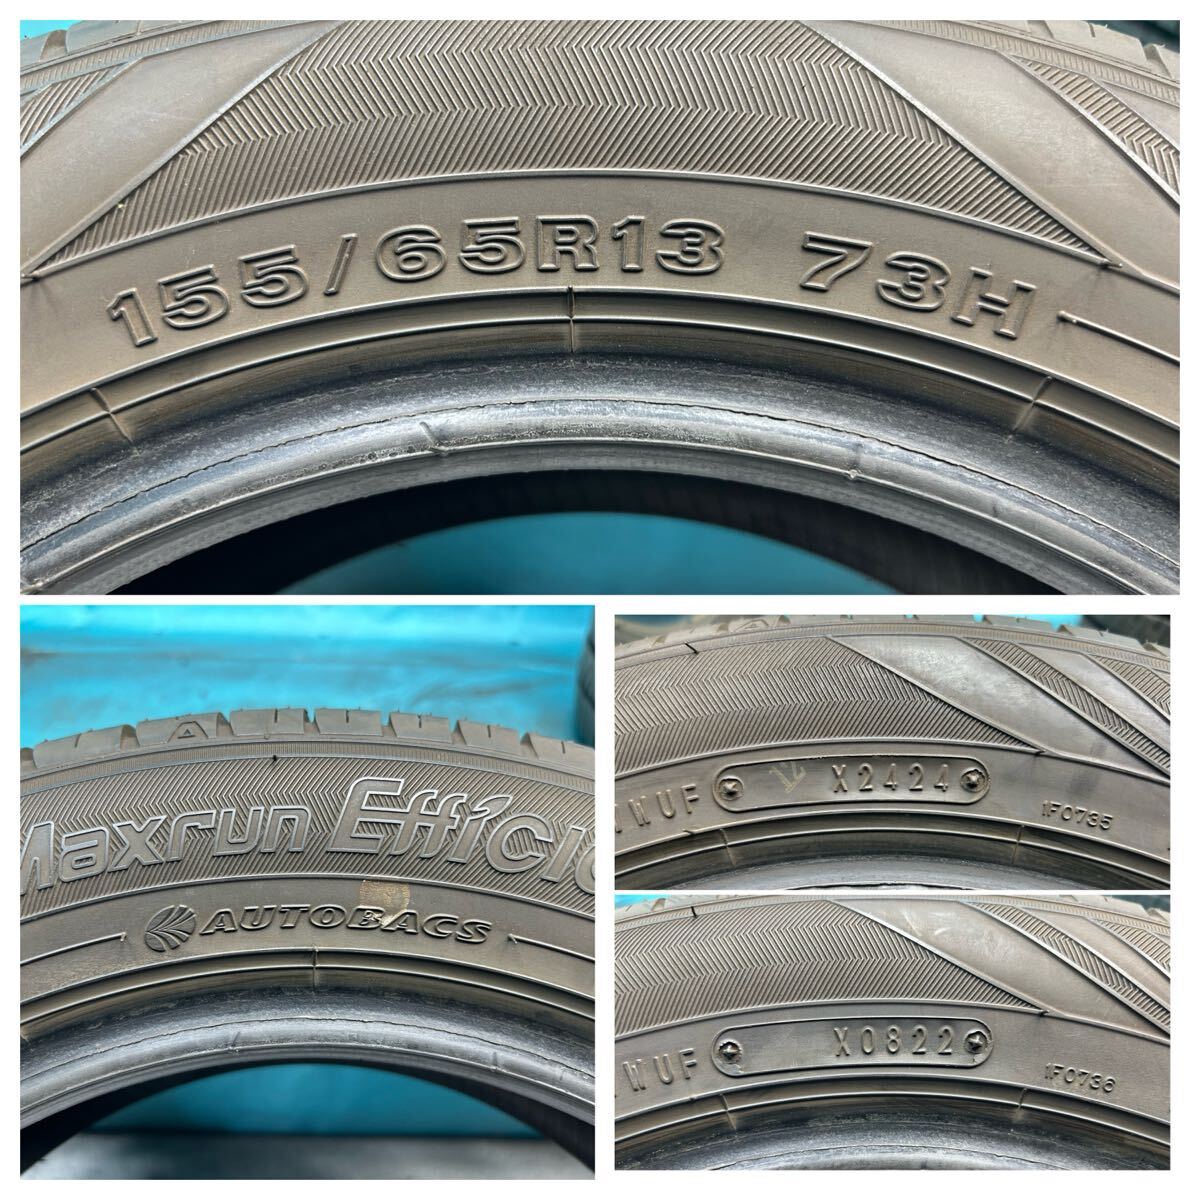 155/65R13 73H
A
Maxrun Effici
AUTOBACS
WUF X2424 1F0735
WUF X0822 1F0736